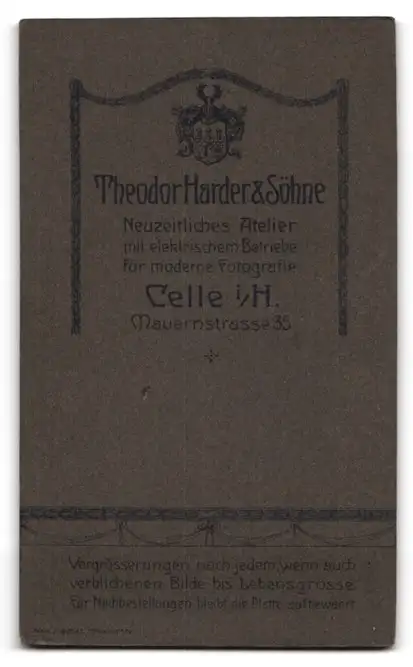 Theodor Harder & Söhne
Neuzeitliches Atelier
mit elektrischem Betriebe
für moderne Fotografie
Celle i/H.
Mauernstrasse 35
Vergrösserungen nach jedem, wenn auch
verblichenen Bilde bis Lebensgrösse
Für Nachbestellungen bleibt die Platte aufbewahrt